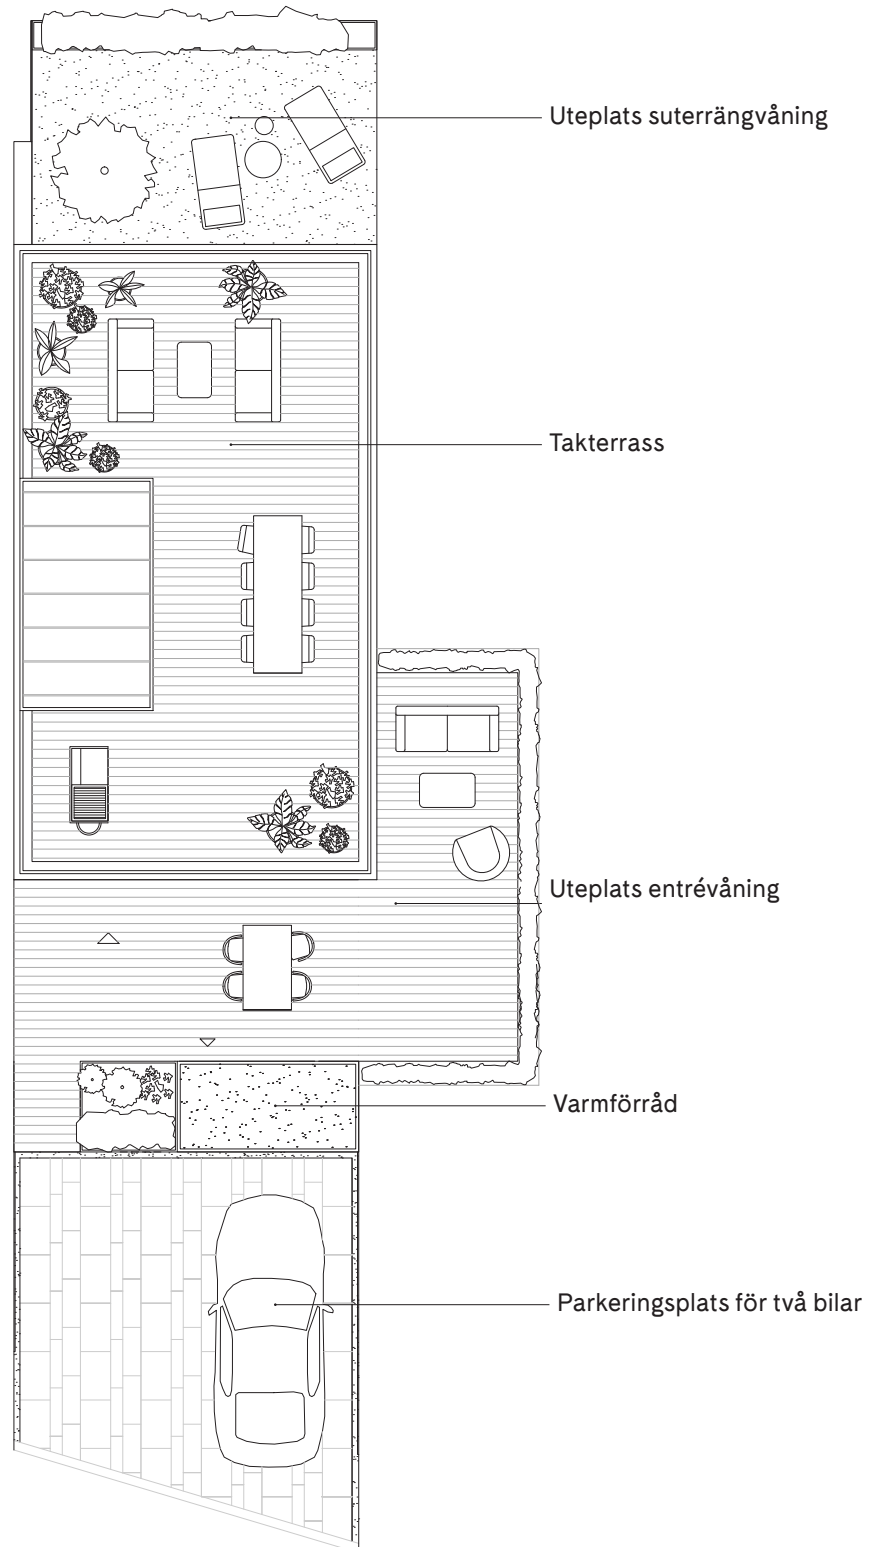 Uteplats suterrängvåning
Takterrass
Uteplats entrévåning
Varmförråd
Parkeringsplats för två bilar